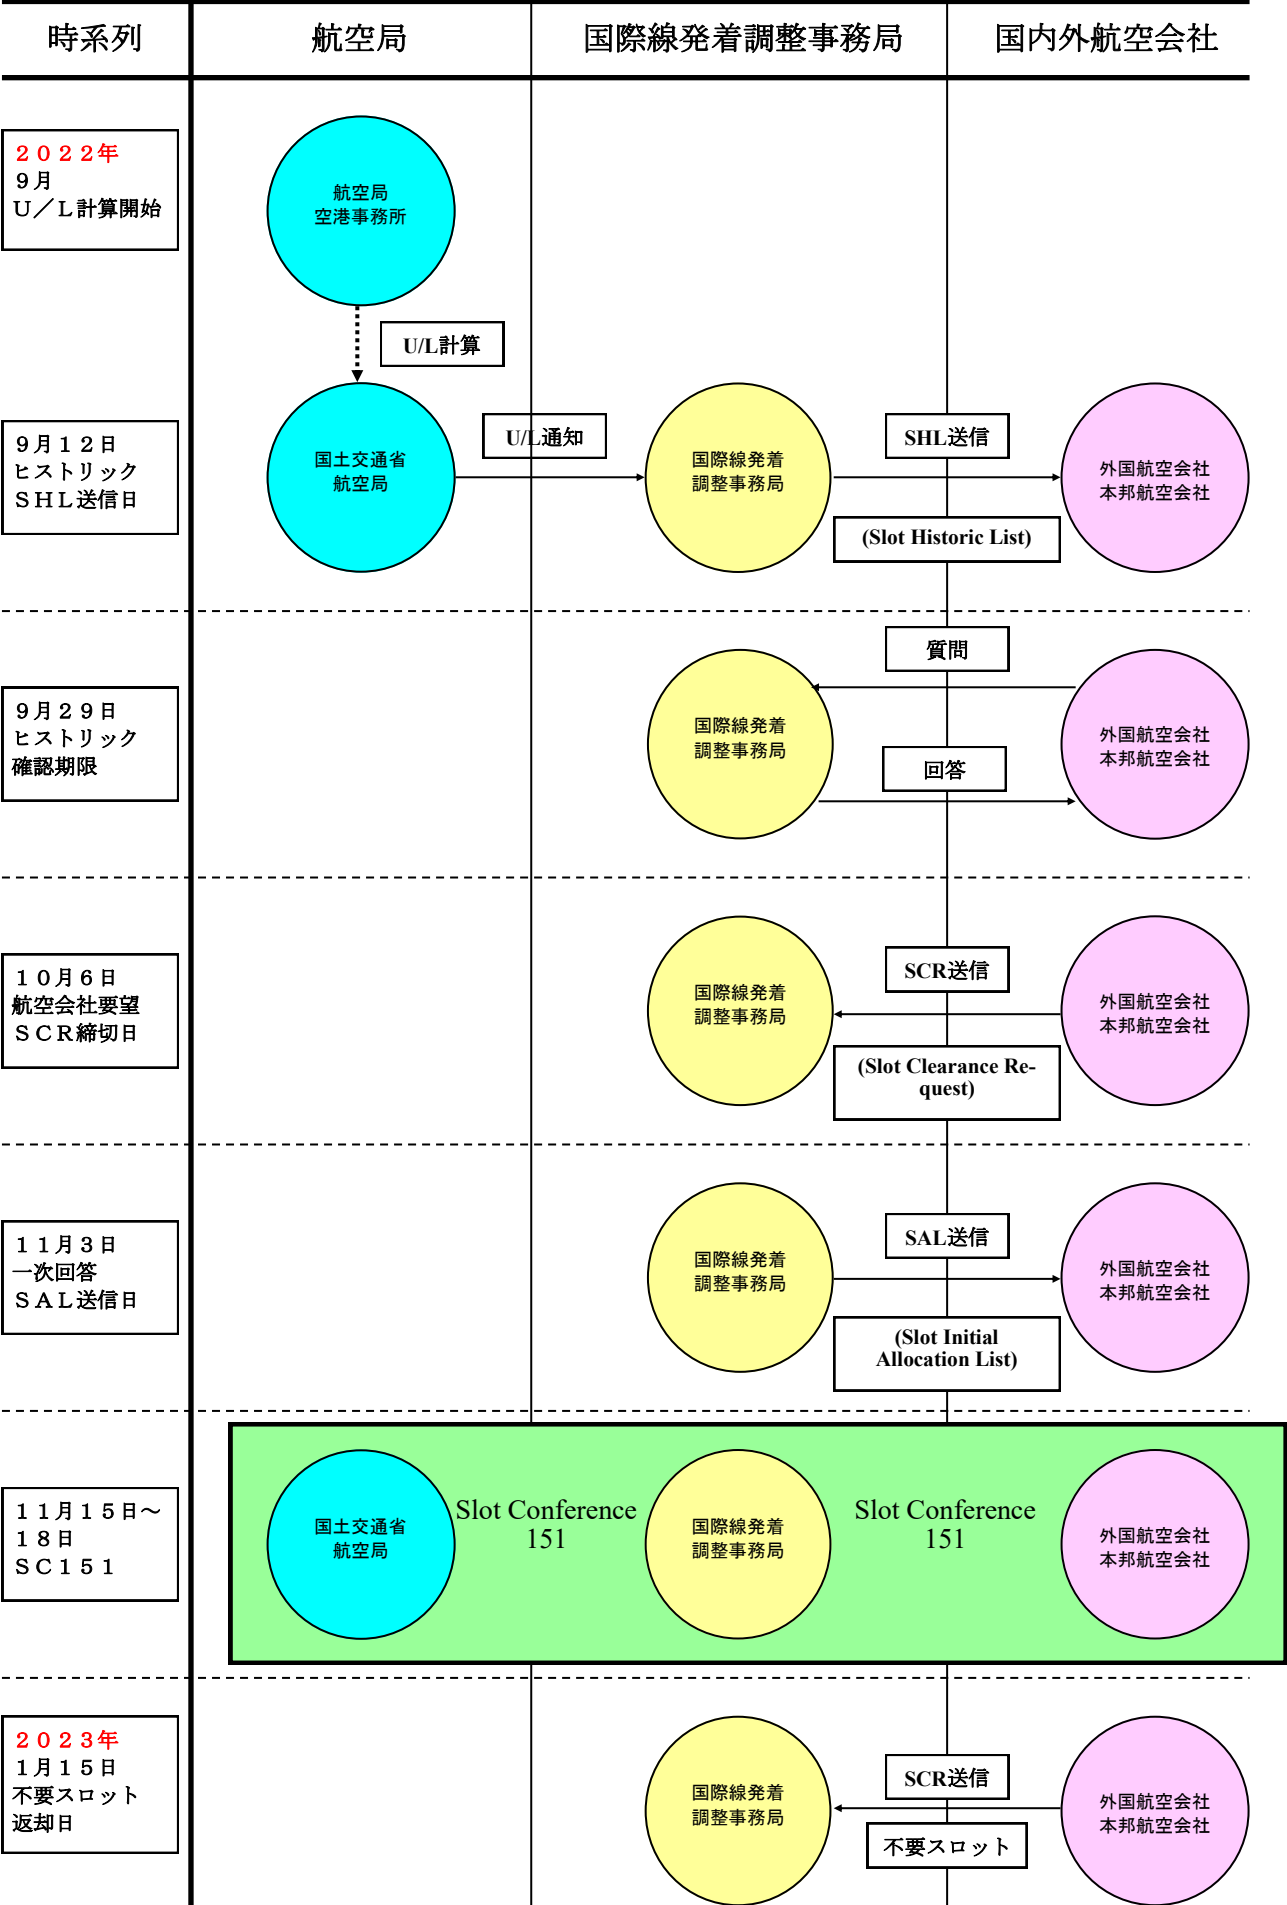 時系列
航空局
国際線発着調整事務局
国内外航空会社
２０２２年
９月
Ｕ／Ｌ計算開始
航空局
空港事務所
U/L計算
９月１２日
ヒストリック
ＳＨＬ送信日
国土交通省
航空局
U/L通知
国際線発着
調整事務局
SHL送信
(Slot Historic List)
外国航空会社
本邦航空会社
９月２９日
ヒストリック
確認期限
国際線発着
調整事務局
質問
回答
外国航空会社
本邦航空会社
１０月６日
航空会社要望
ＳＣＲ締切日
国際線発着
調整事務局
SCR送信
(Slot Clearance Re-
quest)
外国航空会社
本邦航空会社
１１月３日
一次回答
ＳＡＬ送信日
国際線発着
調整事務局
SAL送信
(Slot Initial
Allocation List)
外国航空会社
本邦航空会社
１１月１５日～
１８日
ＳＣ１５１
国土交通省
航空局
Slot Conference
151
国際線発着
調整事務局
Slot Conference
151
外国航空会社
本邦航空会社
２０２３年
１月１５日
不要スロット
返却日
国際線発着
調整事務局
SCR送信
不要スロット
外国航空会社
本邦航空会社